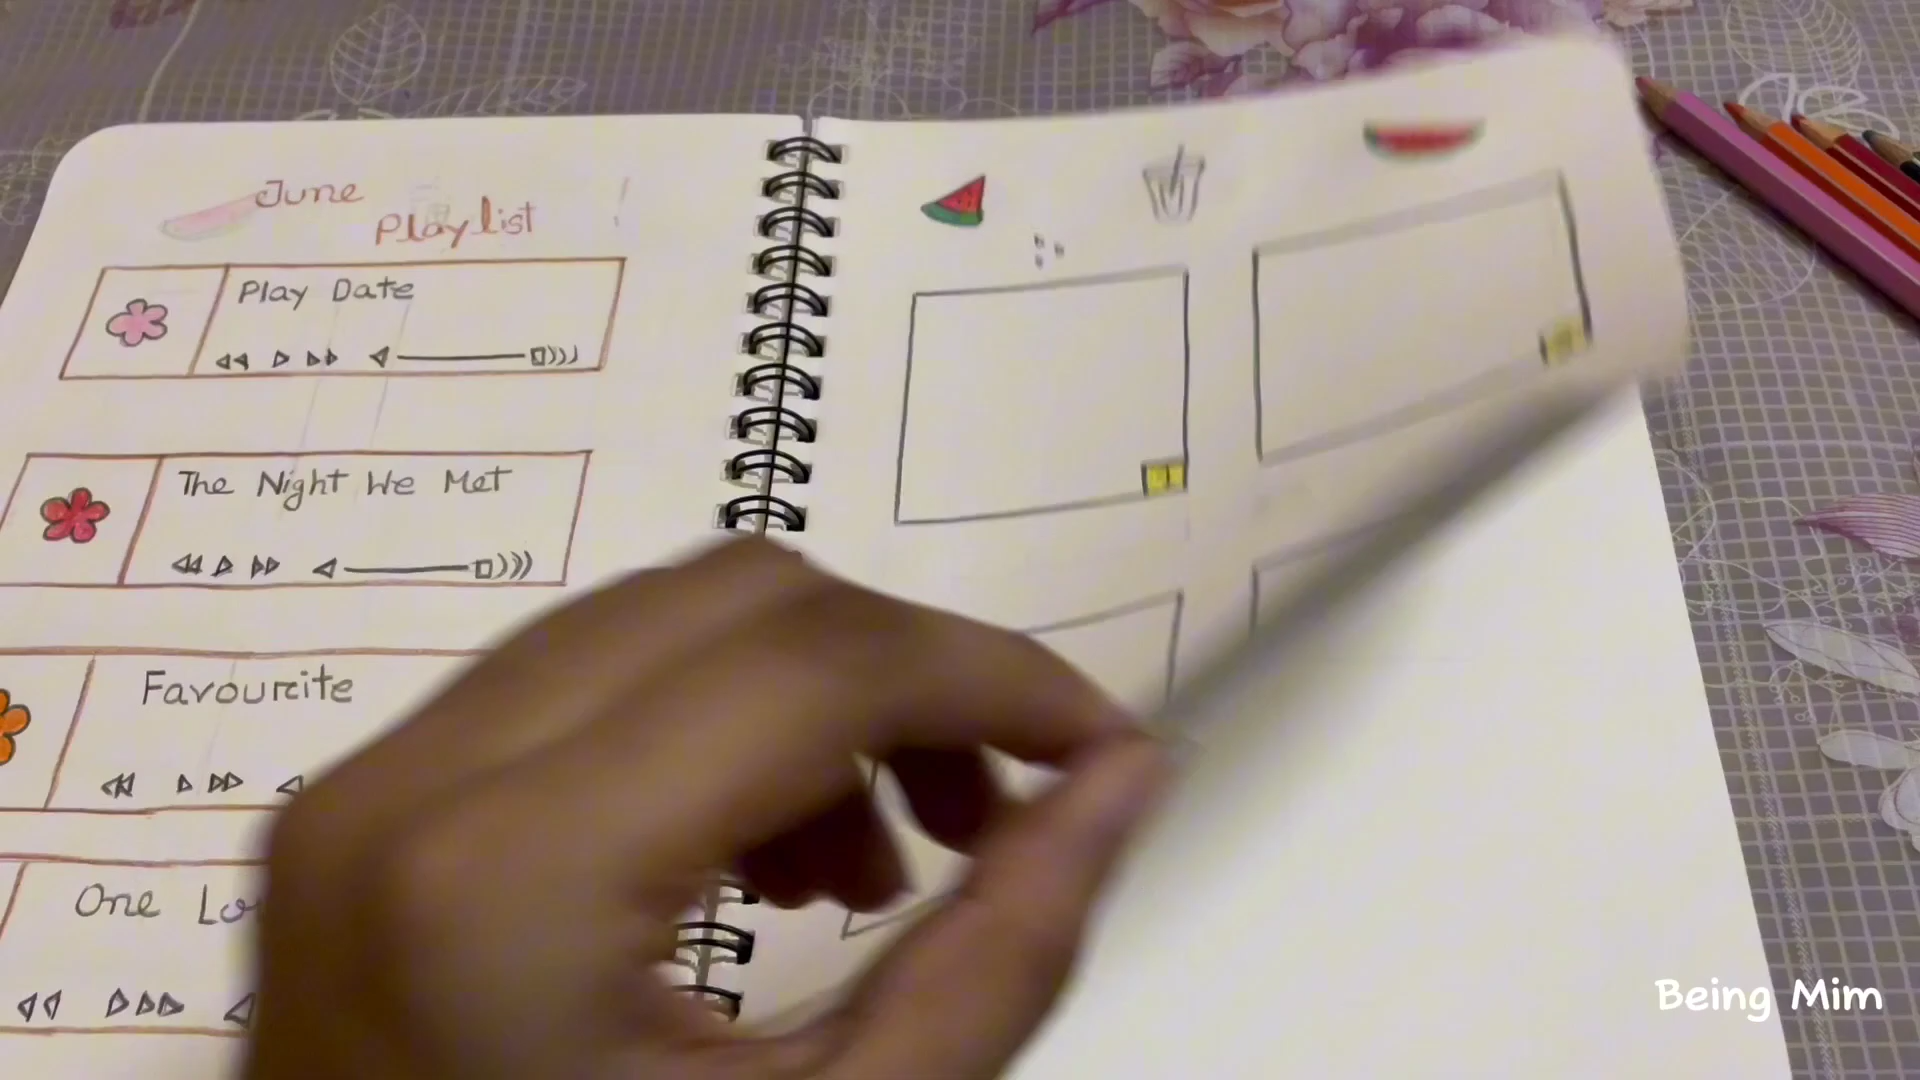 June
Playlist
Play Date
The Night We Met
Favourite
One
Being Mim